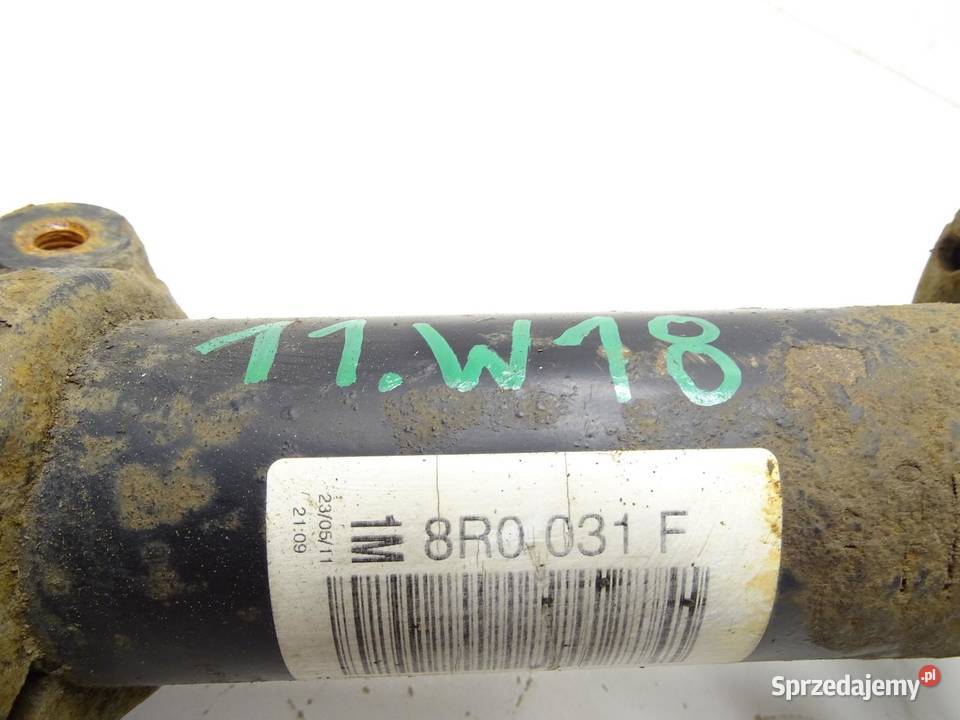 11.W18
23/05/11
21:09
1M
8R0 031 F
Sprzedajemy.pl